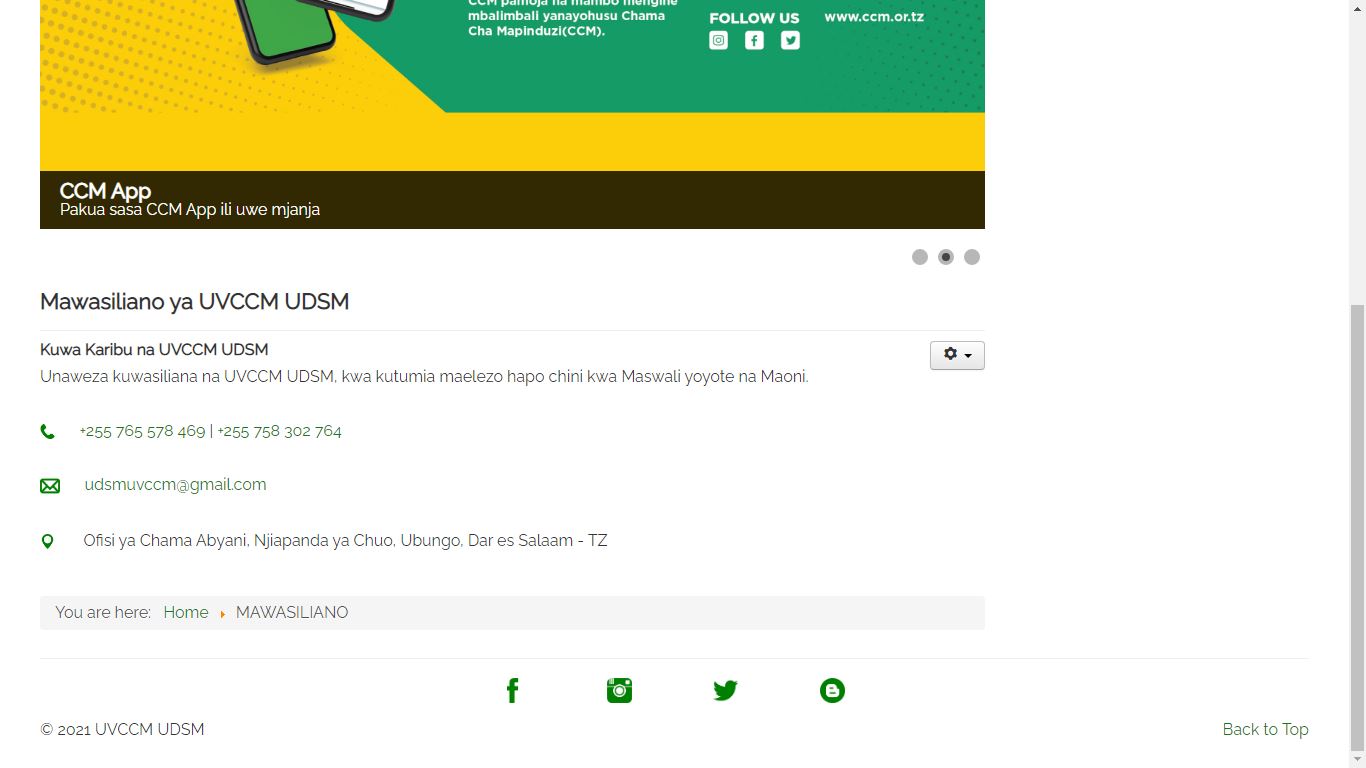 CCM pamoja na mambo mengine
mbalimbali yanayohusu Chama
Cha Mapinduzi(CCM).
FOLLOW US
www.ccm.or.tz
CCM App
Pakua sasa CCM App ili uwe mjanja
Mawasiliano ya UVCCM UDSM
Kuwa Karibu na UVCCM UDSM
Unaweza kuwasiliana na UVCCM UDSM, kwa kutumia maelezo hapo chini kwa Maswali yoyote na Maoni.
+255 765 578 469 | +255 758 302 764
udsmuvccm@gmail.com
Ofisi ya Chama Abyani, Njiapanda ya Chuo, Ubungo, Dar es Salaam - TZ
You are here: Home MAWASILIANO
© 2021 UVCCM UDSM
Back to Top